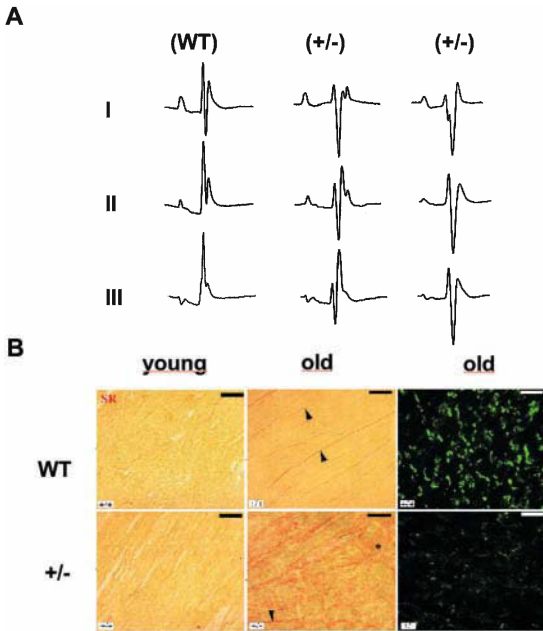 A
(WT) (+/-) (+/-)
I
II
III
B
young old old
SR
WT
+/-